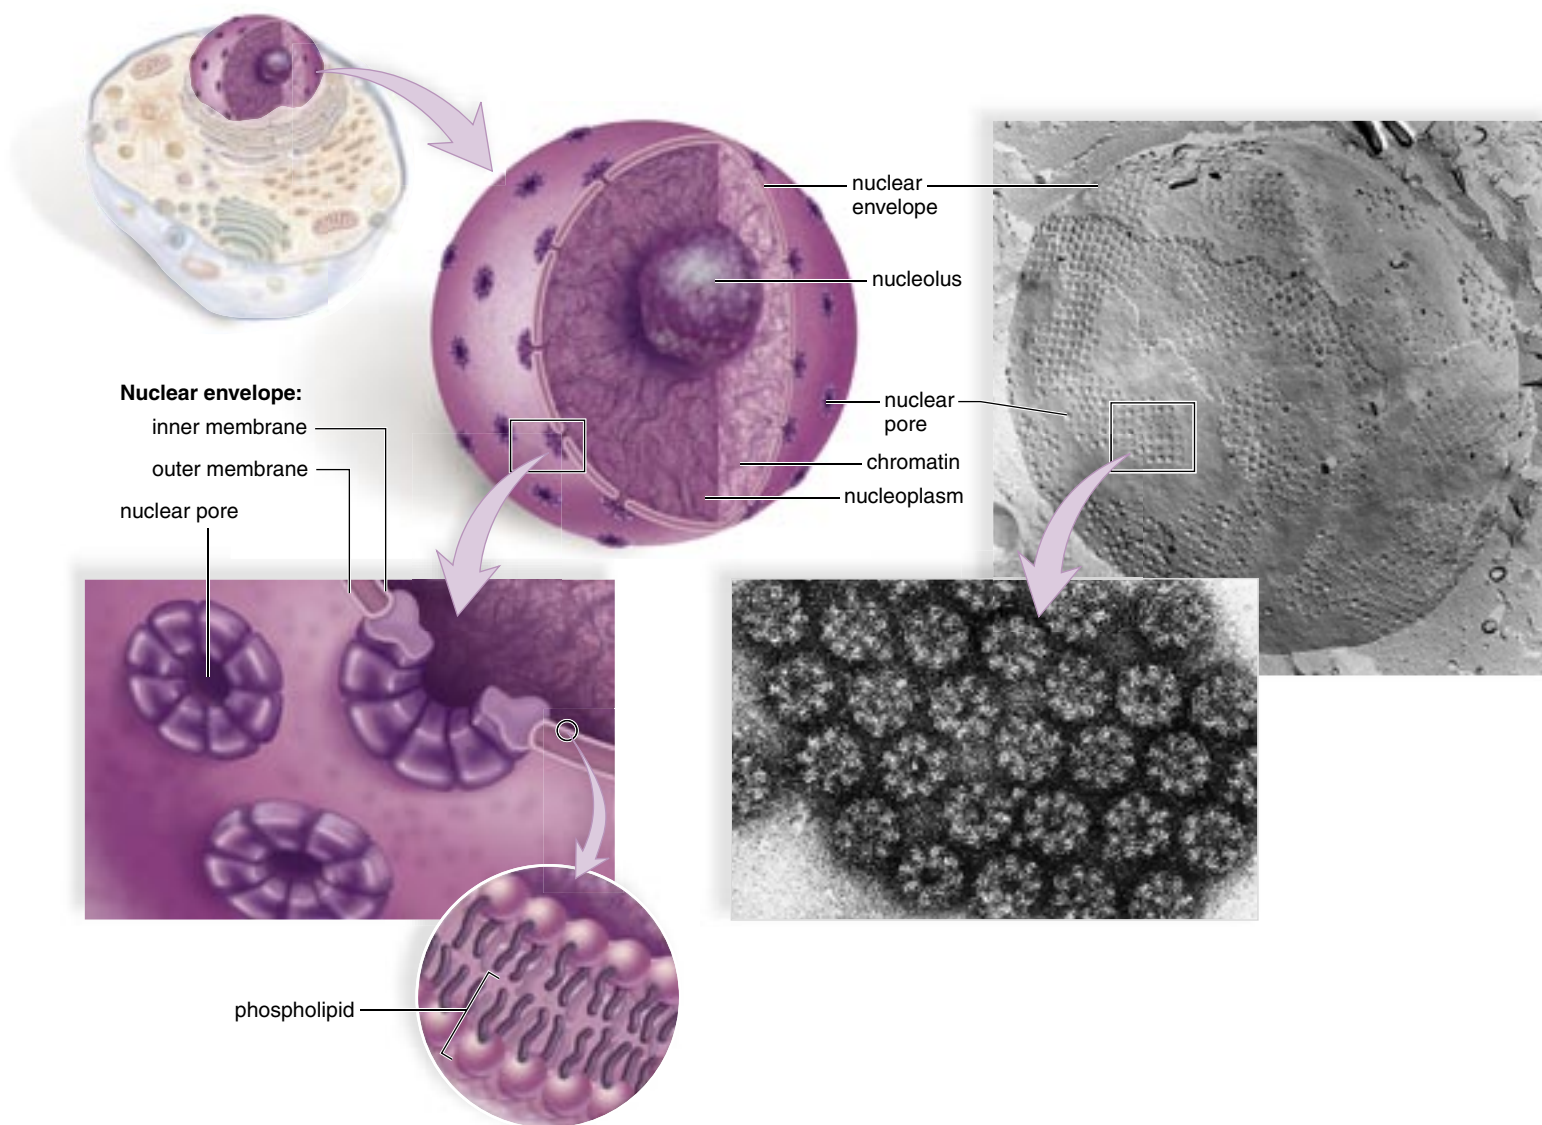 nuclear
envelope
nucleolus
Nuclear envelope:
inner membrane
outer membrane
nuclear pore
nuclear
pore
chromatin
nucleoplasm
phospholipid